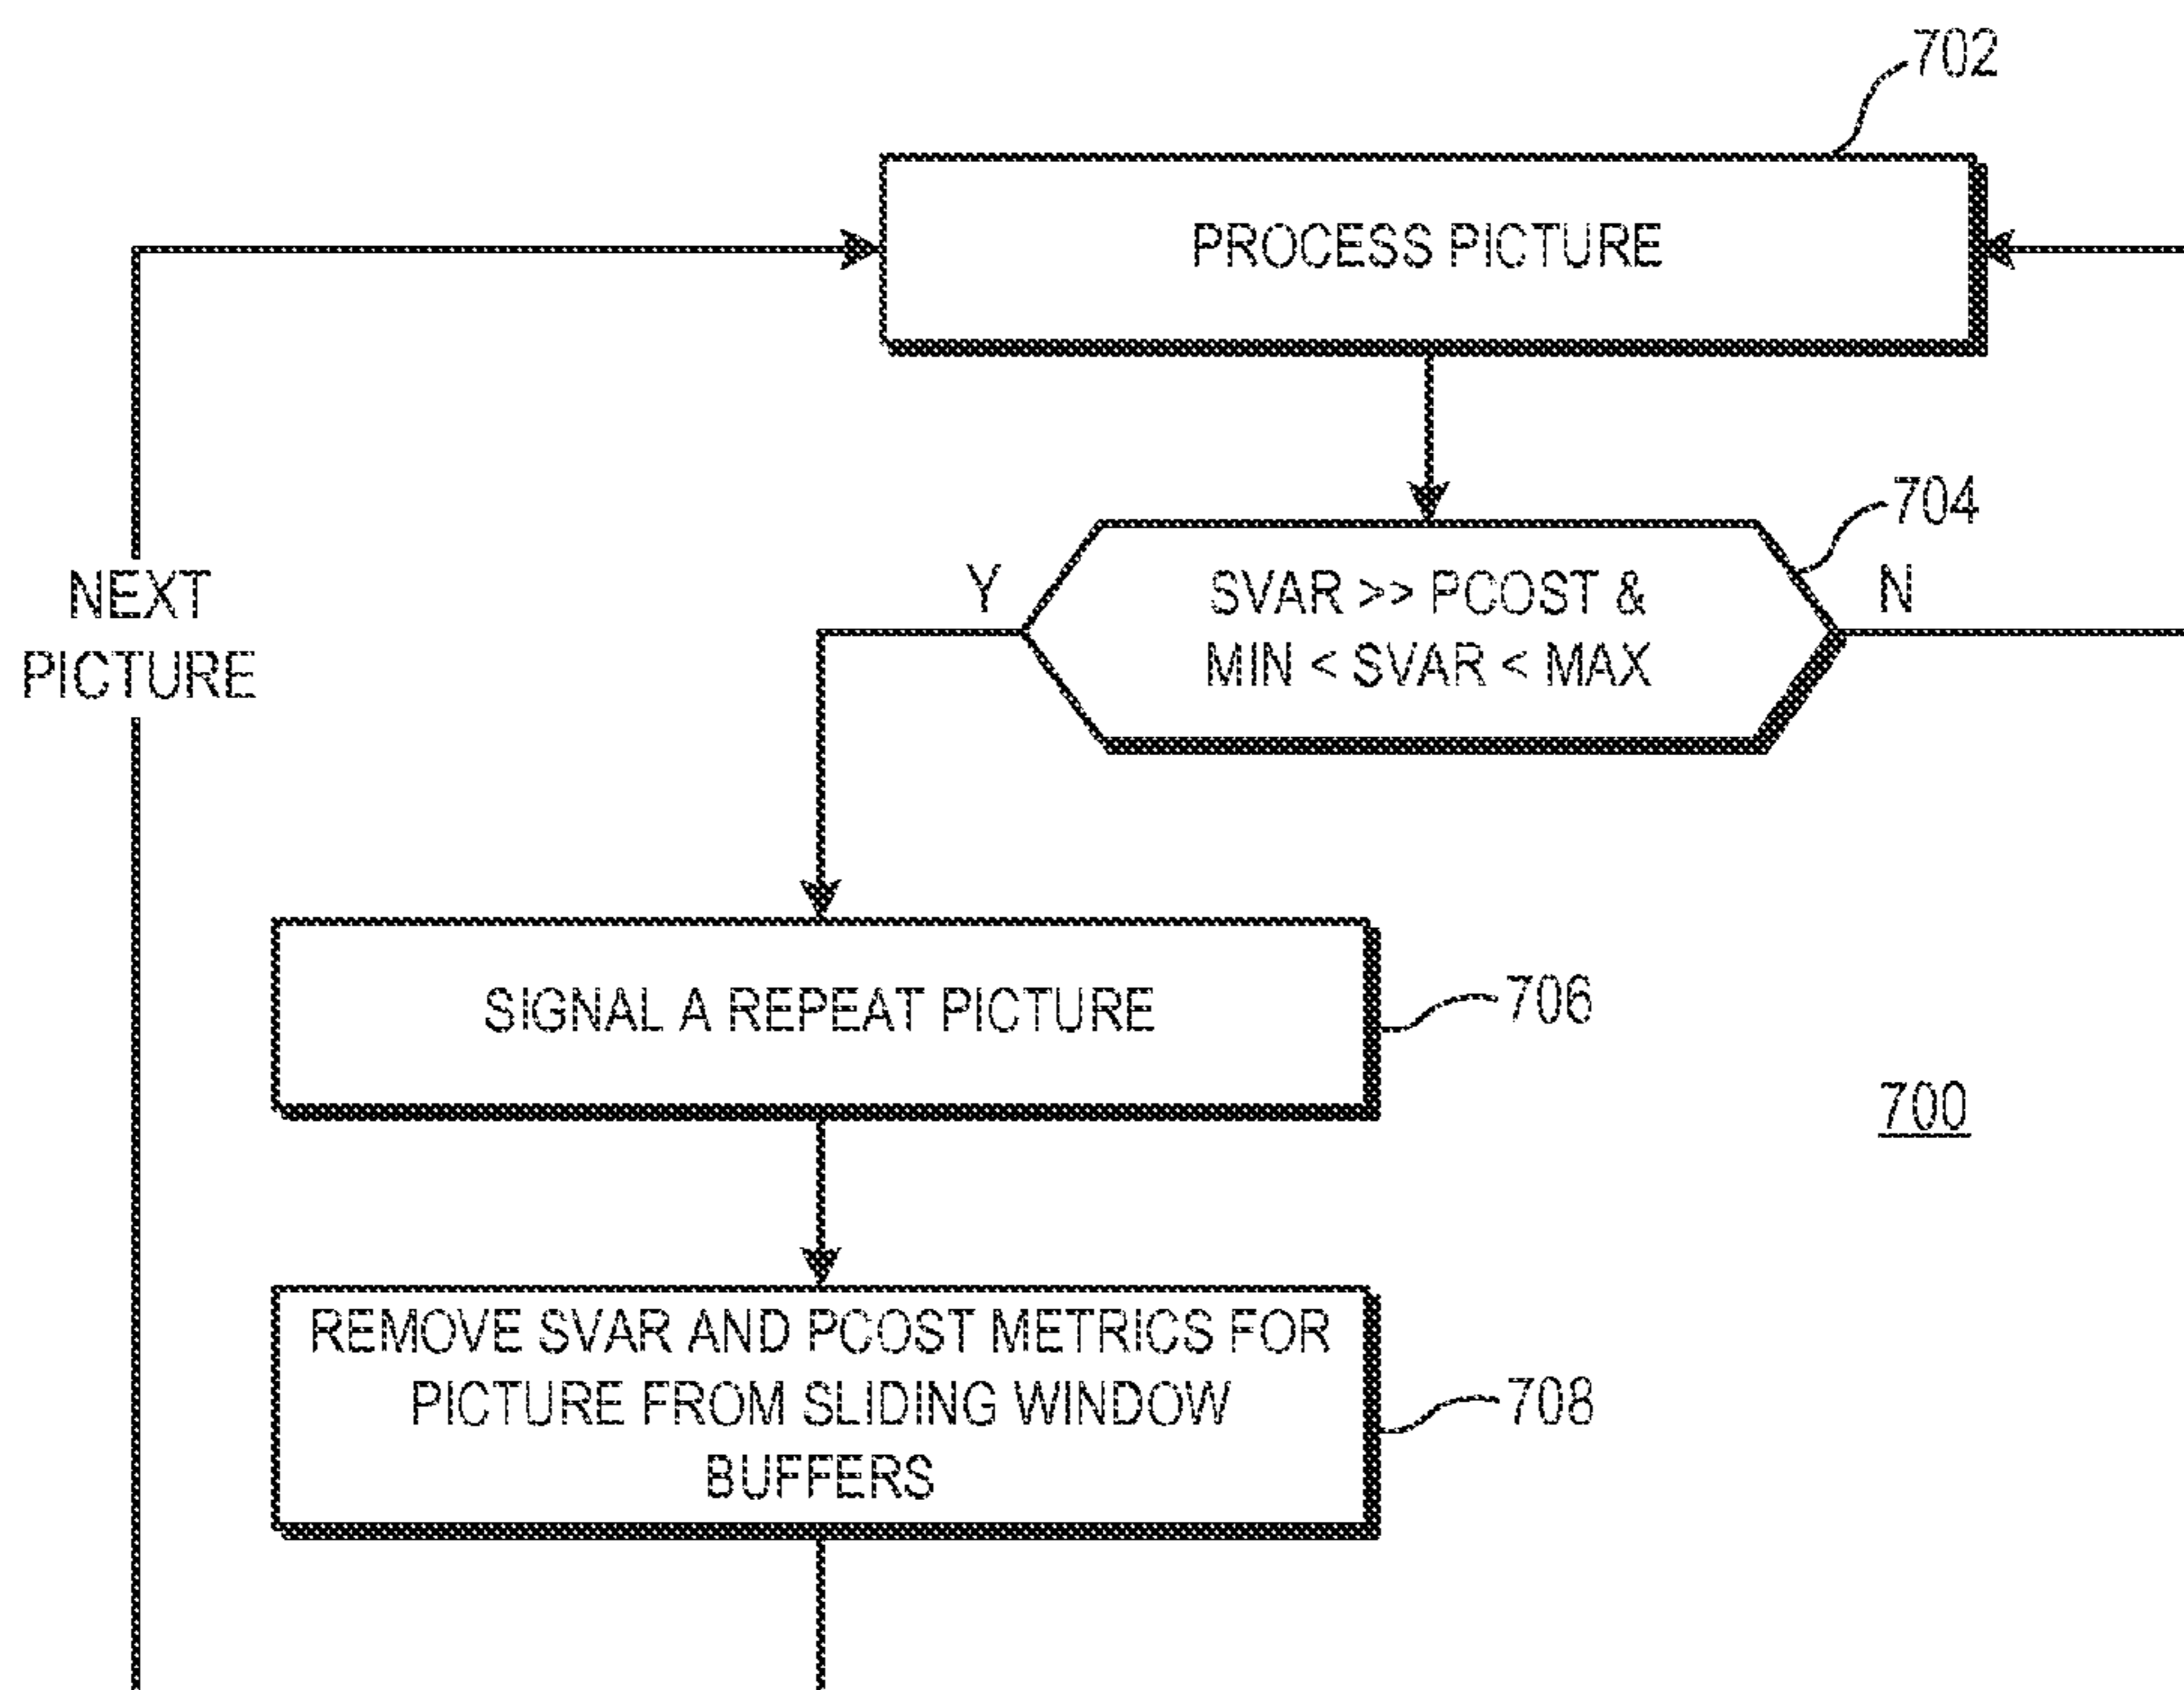 702
PROCESS PICTURE
704
NEXT
PICTURE
Y
SVAR >> PCOST &
MIN < SVAR < MAX
N
SIGNAL A REPEAT PICTURE
706
700
REMOVE SVAR AND PCOST METRICS FOR
PICTURE FROM SLIDING WINDOW
BUFFERS
708